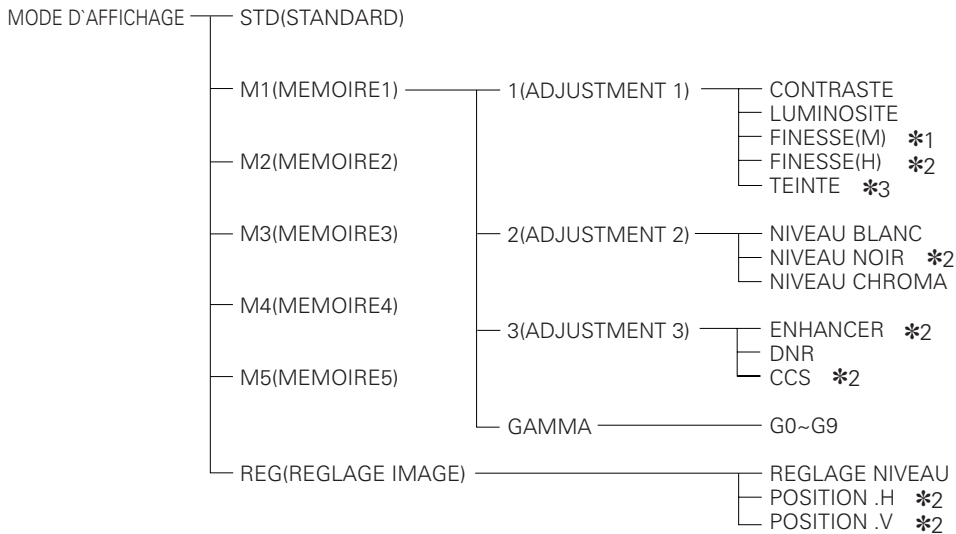 MODE D`AFFICHAGE
STD(STANDARD)
M1(MEMOIRE1)
1(ADJUSTMENT 1)
CONTRASTE
LUMINOSITE
FINESSE(M) ✻1
FINESSE(H) ✻2
TEINTE ✻3
M2(MEMOIRE2)
M3(MEMOIRE3)
2(ADJUSTMENT 2)
NIVEAU BLANC
NIVEAU NOIR ✻2
NIVEAU CHROMA
M4(MEMOIRE4)
3(ADJUSTMENT 3)
ENHANCER ✻2
DNR
CCS ✻2
M5(MEMOIRE5)
GAMMA
G0~G9
REG(REGLAGE IMAGE)
REGLAGE NIVEAU
POSITION .H ✻2
POSITION .V ✻2